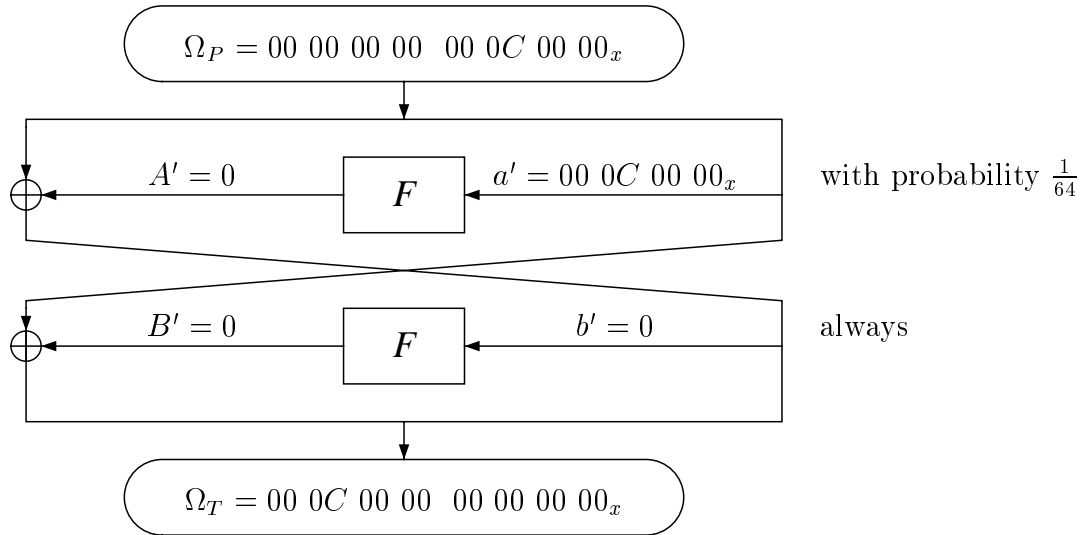 Ω_P = 00 00 00 00 00 0C 00 00_x
A′ = 0
F
a′ = 00 0C 00 00_x
with probability 1/64
B′ = 0
F
b′ = 0
always
Ω_T = 00 0C 00 00 00 00 00 00_x